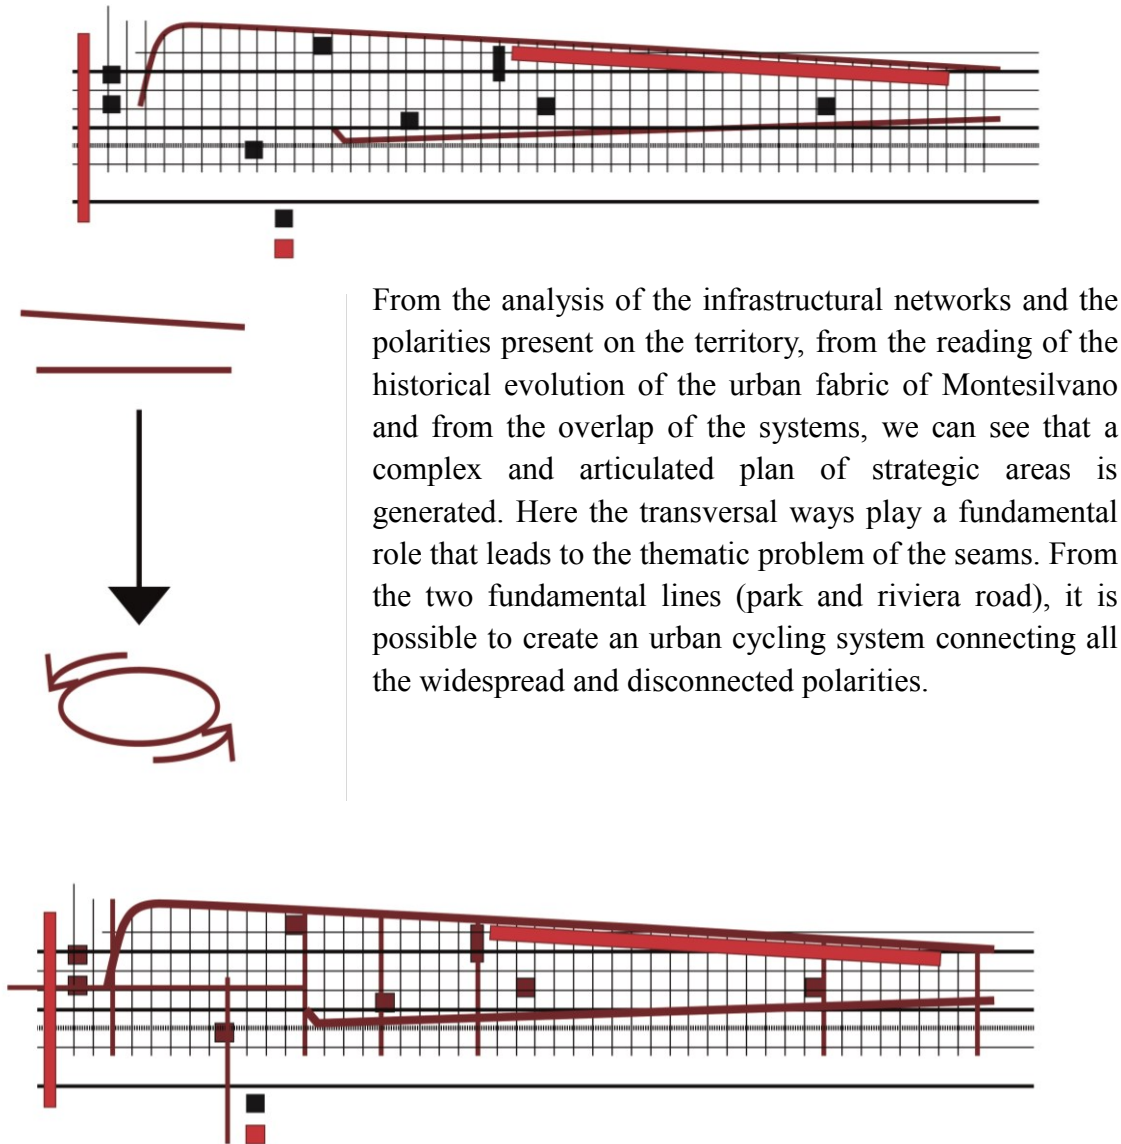 From the analysis of the infrastructural networks and the
polarities present on the territory, from the reading of the
historical evolution of the urban fabric of Montesilvano
and from the overlap of the systems, we can see that a
complex and articulated plan of strategic areas is
generated. Here the transversal ways play a fundamental
role that leads to the thematic problem of the seams. From
the two fundamental lines (park and riviera road), it is
possible to create an urban cycling system connecting all
the widespread and disconnected polarities.